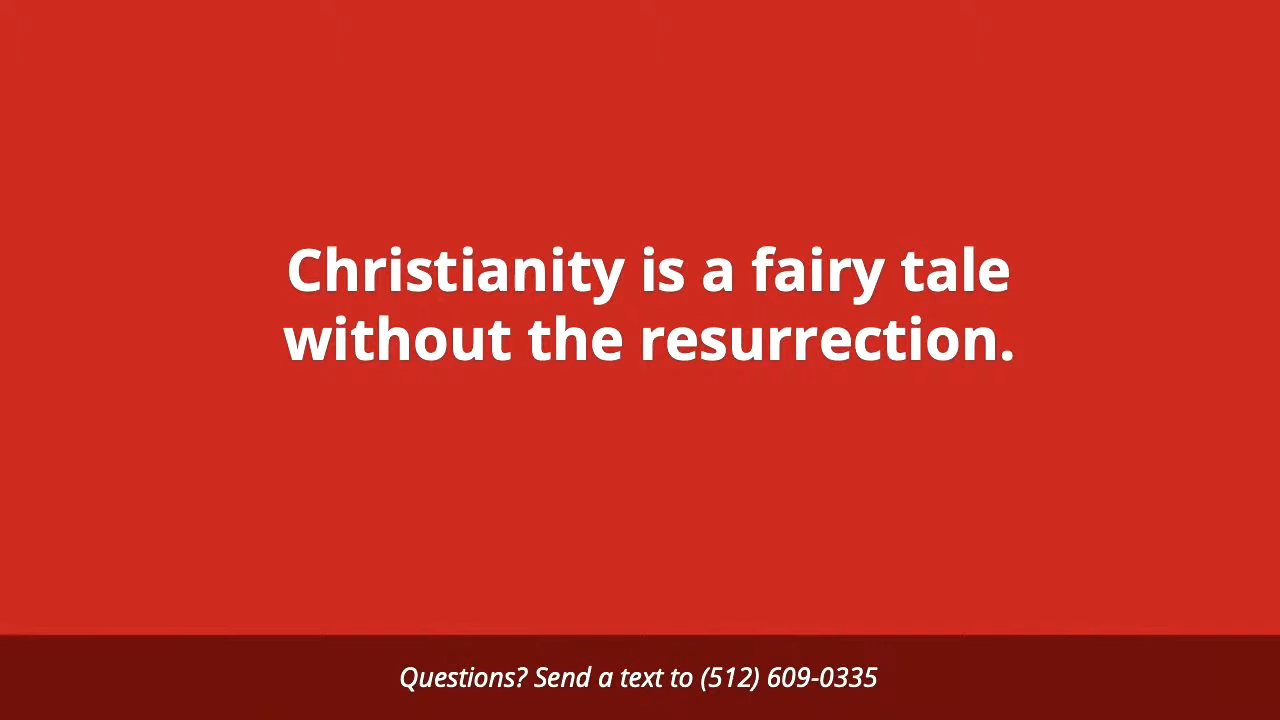 Christianity is a fairy tale
without the resurrection.
Questions? Send a text to (512) 609-0335